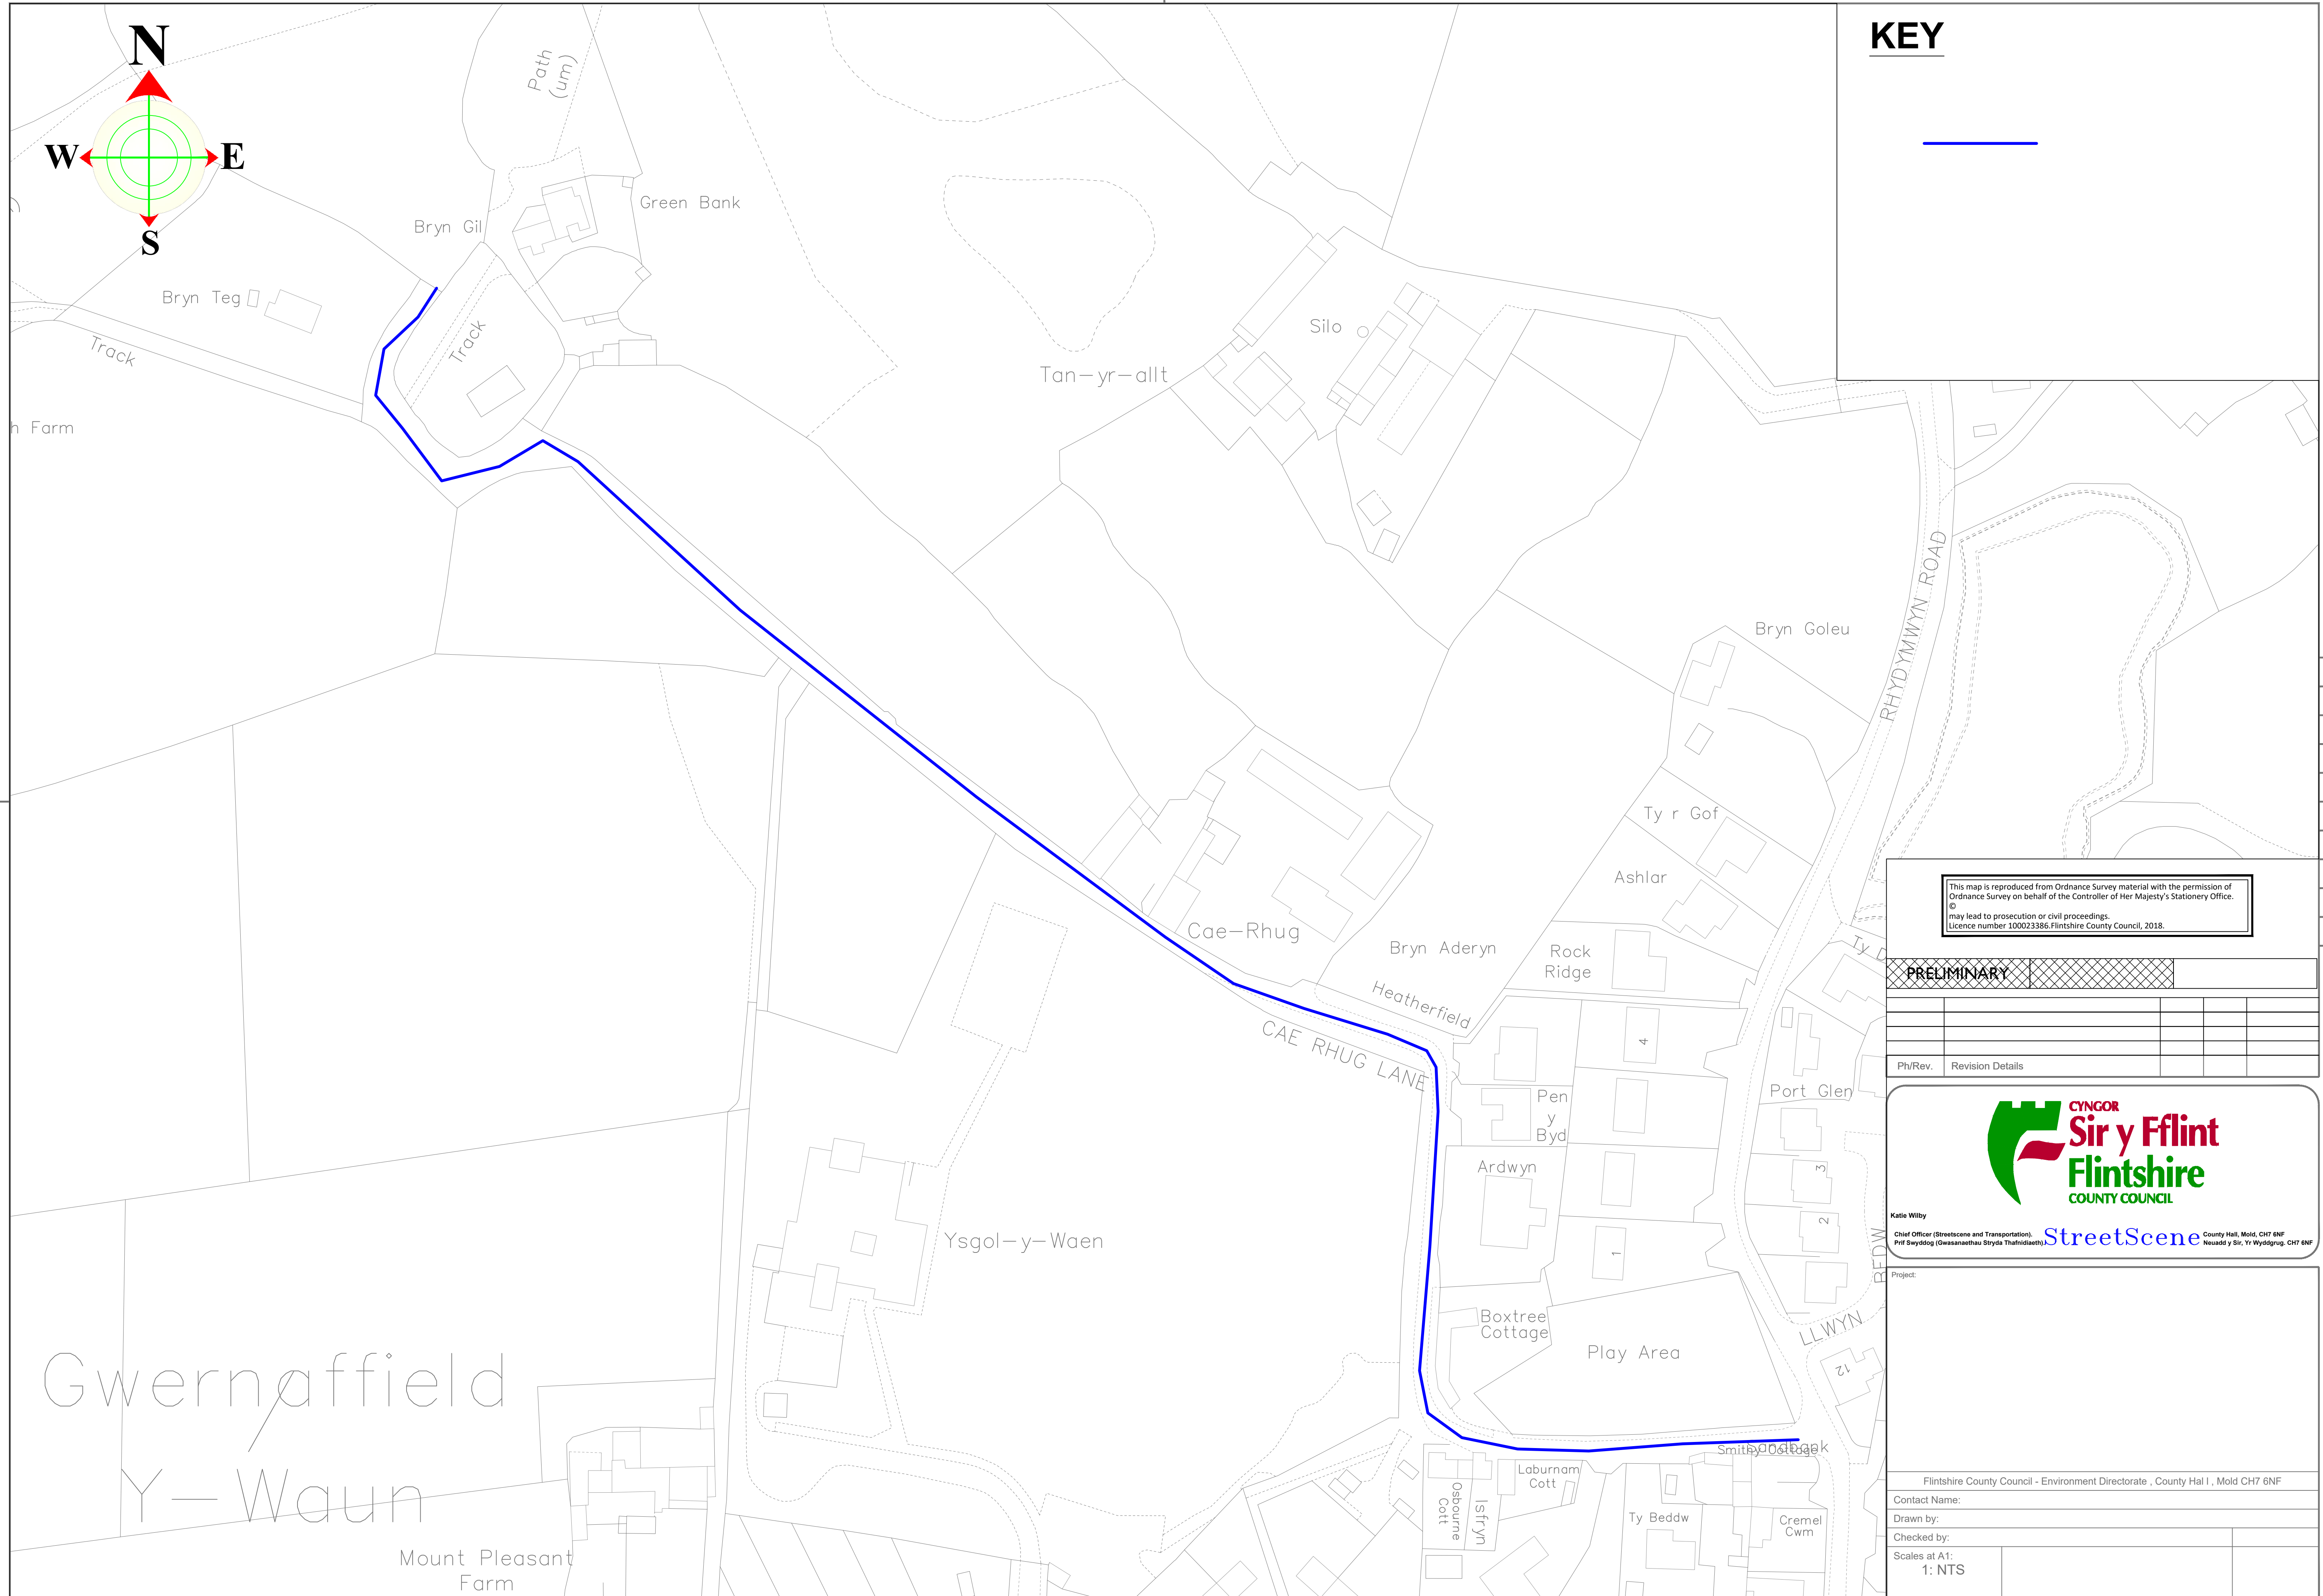 N
W
E
S
KEY
Path
(um)
Green Bank
Bryn Gil
Bryn Teg
Track
Track
h Farm
Silo
Tan-yr-allt
RHYDYMWYN ROAD
Bryn Goleu
Ty r Gof
Ashlar
Cae-Rhug
Bryn Aderyn
Rock
Ridge
Heatherfield
CAE RHUG LANE
4
Pen
y
Byd
Port Glen
Ardwyn
3
2
1
Ysgol-y-Waen
Boxtree
Cottage
Play Area
LLWYN
BEDW
12
Gwernaffield
Y-Waun
Smithy Cottage
Sandbank
Laburnam
Cott
Osbourne
Cott
Isfryn
Ty Beddw
Cremel
Cwm
Mount Pleasant
Farm
This map is reproduced from Ordnance Survey material with the permission of
Ordnance Survey on behalf of the Controller of Her Majesty's Stationery Office.
©
may lead to prosecution or civil proceedings.
Licence number 100023386.Flintshire County Council, 2018.
Ty D
PRELIMINARY
Ph/Rev. Revision Details
CYNGOR
Sir y Fflint
Flintshire
COUNTY COUNCIL
Katie Wilby
Chief Officer (Streetscene and Transportation).
Prif Swyddog (Gwasanaethau Stryda Thafnidiaeth).
StreetScene
County Hall, Mold, CH7 6NF
Neuadd y Sir, Yr Wyddgrug. CH7 6NF
Project:
Flintshire County Council - Environment Directorate , County Hal l , Mold CH7 6NF
Contact Name:
Drawn by:
Checked by:
Scales at A1:
1: NTS